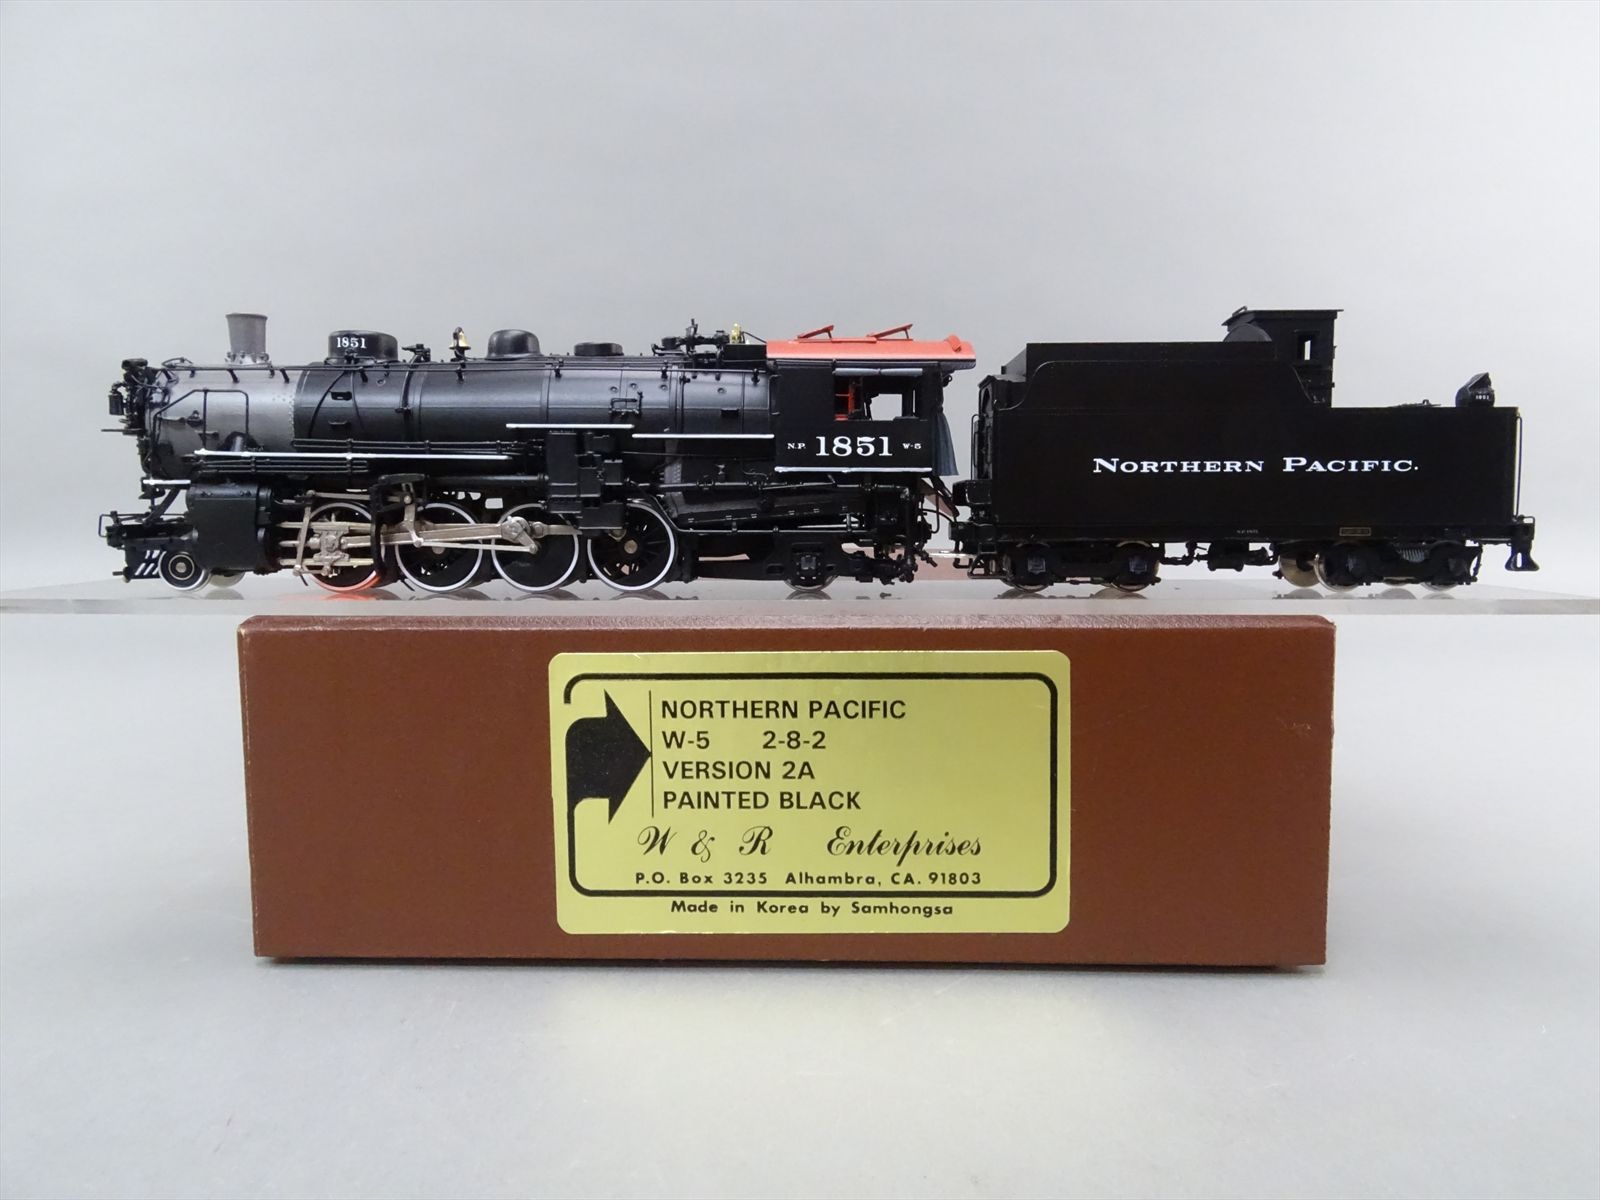 1851
N.P. 1851 W-5
NORTHERN PACIFIC.
1851
NORTHERN PACIFIC
W-5 2-8-2
VERSION 2A
PAINTED BLACK
W & R Enterprises
P.O. Box 3235 Alhambra, CA. 91803
Made in Korea by Samhongsa